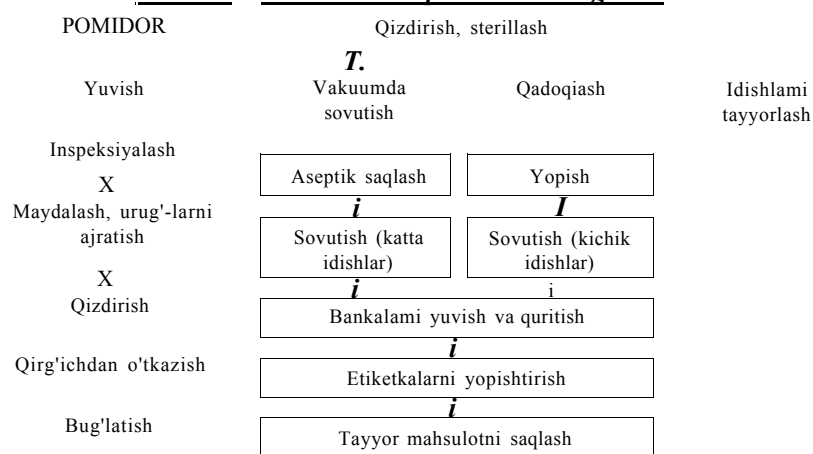 POMIDOR
Qizdirish, sterillash
T.
Yuvish
Vakuumda
sovutish
Qadoqiash
Idishlami
tayyorlash
Inspeksiyalash
Aseptik saqlash
Yopish
X
i
I
Maydalash, urug'-larni
ajratish
Sovutish (katta
idishlar)
Sovutish (kichik
idishlar)
X
i
i
Qizdirish
Bankalami yuvish va quritish
i
Qirg'ichdan o'tkazish
Etiketkalarni yopishtirish
i
Bug'latish
Tayyor mahsulotni saqlash